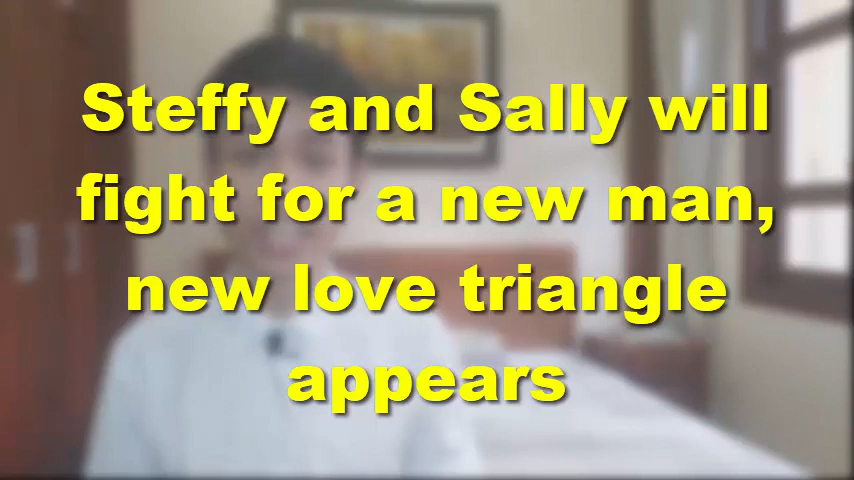 Steffy and Sally will
fight for a new man,
new love triangle
appears